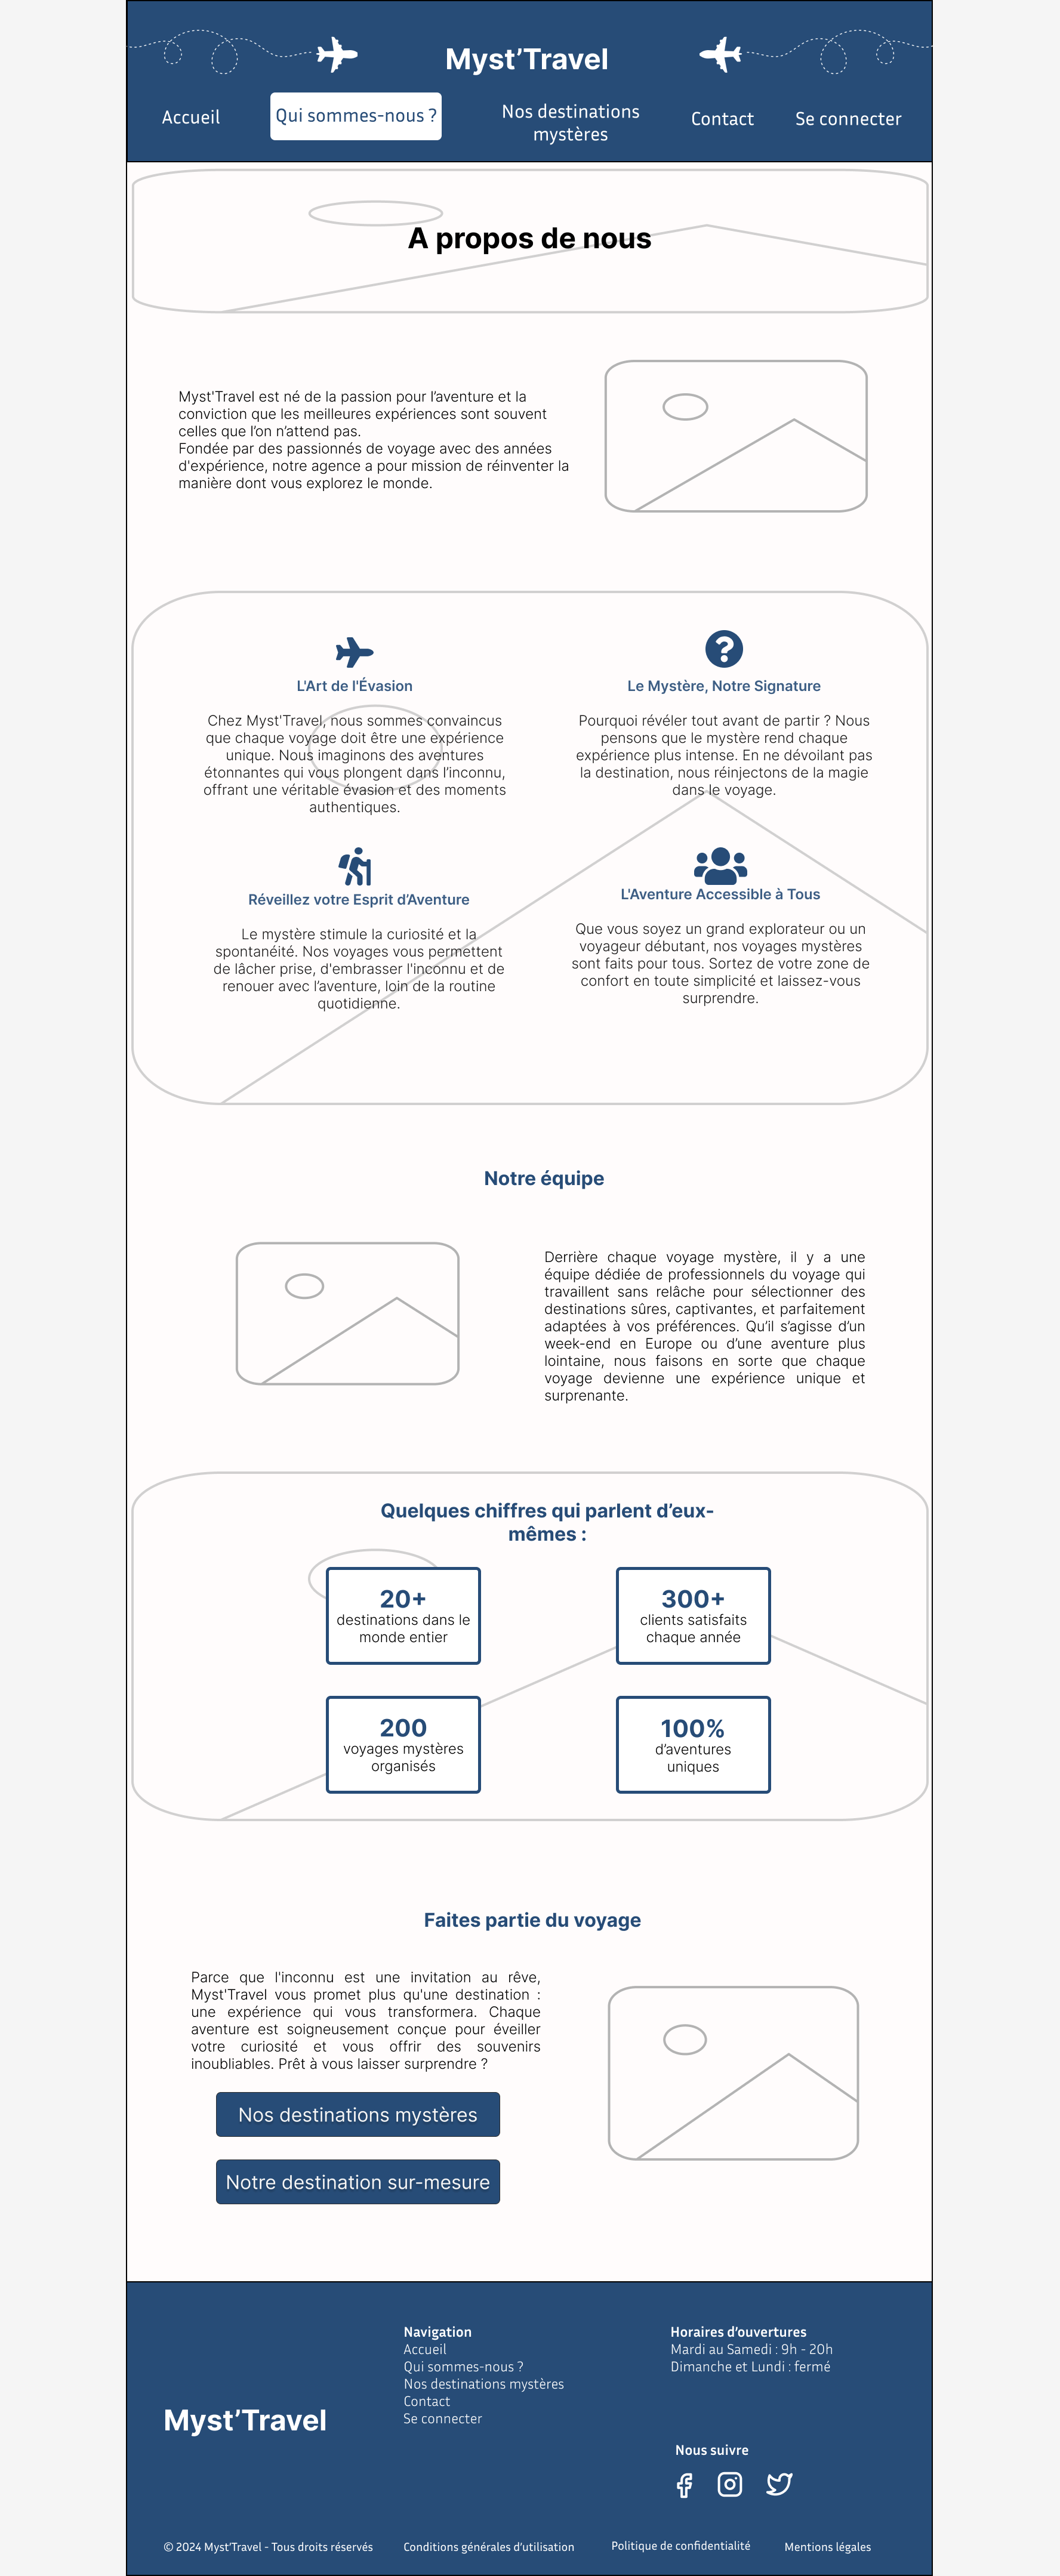 Myst’Travel
Accueil
Qui sommes-nous ?
Nos destinations
mystères
Contact
Se connecter
A propos de nous
Myst'Travel est né de la passion pour l’aventure et la
conviction que les meilleures expériences sont souvent
celles que l’on n’attend pas.
Fondée par des passionnés de voyage avec des années
d'expérience, notre agence a pour mission de réinventer la
manière dont vous explorez le monde.
L'Art de l'Évasion
Chez Myst'Travel, nous sommes convaincus
que chaque voyage doit être une expérience
unique. Nous imaginons des aventures
étonnantes qui vous plongent dans l’inconnu,
offrant une véritable évasion et des moments
authentiques.
Le Mystère, Notre Signature
Pourquoi révéler tout avant de partir ? Nous
pensons que le mystère rend chaque
expérience plus intense. En ne dévoilant pas
la destination, nous réinjectons de la magie
dans le voyage.
Réveillez votre Esprit d’Aventure
Le mystère stimule la curiosité et la
spontanéité. Nos voyages vous permettent
de lâcher prise, d'embrasser l'inconnu et de
renouer avec l’aventure, loin de la routine
quotidienne.
L'Aventure Accessible à Tous
Que vous soyez un grand explorateur ou un
voyageur débutant, nos voyages mystères
sont faits pour tous. Sortez de votre zone de
confort en toute simplicité et laissez-vous
surprendre.
Notre équipe
Derrière chaque voyage mystère, il y a une
équipe dédiée de professionnels du voyage qui
travaillent sans relâche pour sélectionner des
destinations sûres, captivantes, et parfaitement
adaptées à vos préférences. Qu’il s’agisse d’un
week-end en Europe ou d’une aventure plus
lointaine, nous faisons en sorte que chaque
voyage devienne une expérience unique et
surprenante.
Quelques chiffres qui parlent d’eux-
mêmes :
20+
destinations dans le
monde entier
300+
clients satisfaits
chaque année
200
voyages mystères
organisés
100%
d’aventures
uniques
Faites partie du voyage
Parce que l'inconnu est une invitation au rêve,
Myst'Travel vous promet plus qu'une destination :
une expérience qui vous transformera. Chaque
aventure est soigneusement conçue pour éveiller
votre curiosité et vous offrir des souvenirs
inoubliables. Prêt à vous laisser surprendre ?
Nos destinations mystères
Notre destination sur-mesure
Myst’Travel
Navigation
Accueil
Qui sommes-nous ?
Nos destinations mystères
Contact
Se connecter
Horaires d’ouvertures
Mardi au Samedi : 9h - 20h
Dimanche et Lundi : fermé
Nous suivre
© 2024 Myst’Travel - Tous droits réservés
Conditions générales d’utilisation
Politique de confidentialité
Mentions légales